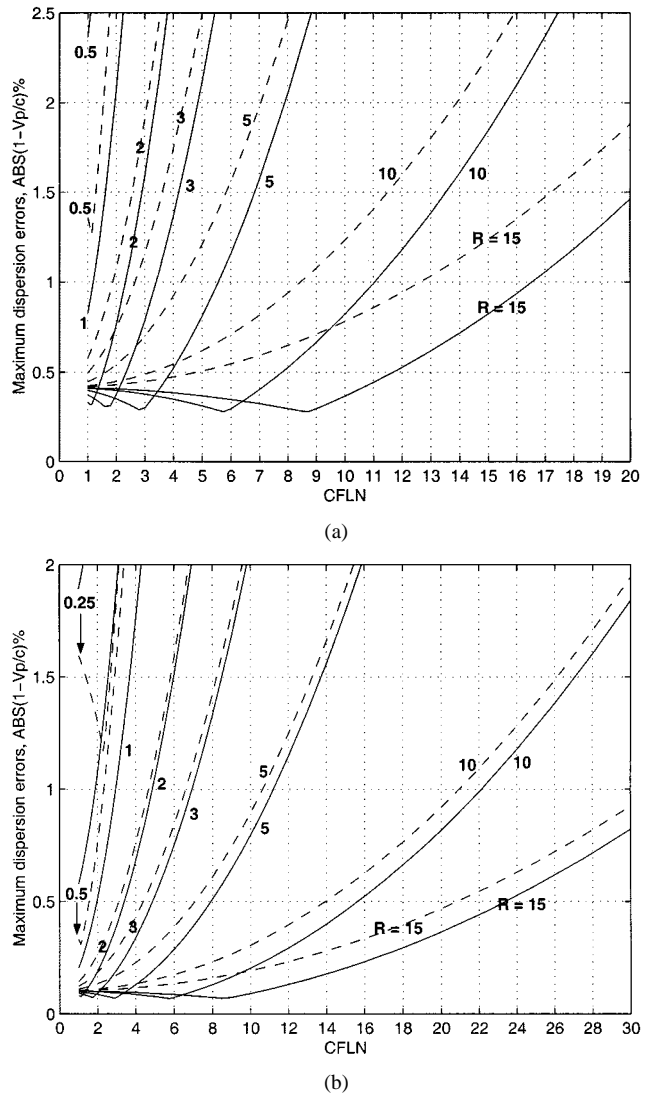 2.5
0.5
3
5
2
2
3
5
10
10
R = 15
0.5
R = 15
1
2
1.5
1
0.5
0
Maximum dispersion errors, ABS(1−Vp/c)%
0 1 2 3 4 5 6 7 8 9 10 11 12 13 14 15 16 17 18 19 20
CFLN
(a)
2
0.25
1.5
1
2
3
5
5
10
10
1
0.5
0.5
2
3
R = 15
R = 15
0
Maximum dispersion errors, ABS(1−Vp/c)%
0 2 4 6 8 10 12 14 16 18 20 22 24 26 28 30
CFLN
(b)